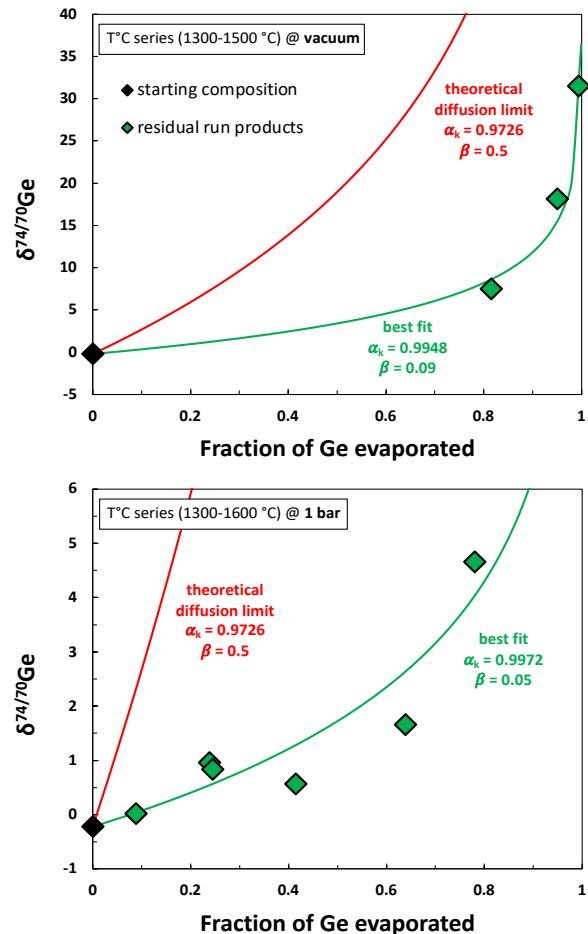 T°C series (1300-1500 °C) @ vacuum
starting composition
residual run products
theoretical
diffusion limit
αk = 0.9726
β = 0.5
best fit
αk = 0.9948
β = 0.09
δ74/70Ge
40
35
30
25
20
15
10
5
0
-5
0
0.2
0.4
0.6
0.8
1
Fraction of Ge evaporated
T°C series (1300-1600 °C) @ 1 bar
theoretical
diffusion limit
αk = 0.9726
β = 0.5
best fit
αk = 0.9972
β = 0.05
δ74/70Ge
6
5
4
3
2
1
0
-1
0
0.2
0.4
0.6
0.8
1
Fraction of Ge evaporated